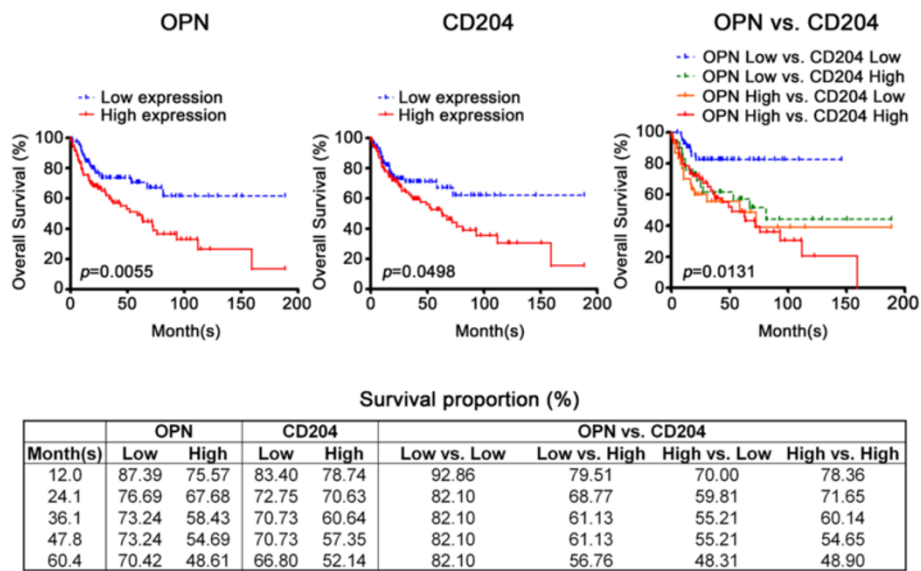 OPN
CD204
OPN vs. CD204
OPN Low vs. CD204 Low
OPN Low vs. CD204 High
OPN High vs. CD204 Low
OPN High vs. CD204 High
Low expression
High expression
Low expression
High expression
Overall Survival (%)
100
80
60
40
20
0
p=0.0055
0 50 100 150 200
Month(s)
Overall Survival (%)
100
80
60
40
20
0
p=0.0498
0 50 100 150 200
Month(s)
Overall Survival (%)
100
80
60
40
20
0
p=0.0131
0 50 100 150 200
Month(s)
Survival proportion (%)
OPN CD204 OPN vs. CD204
Month(s) Low High Low High Low vs. Low Low vs. High High vs. Low High vs. High
12.0 87.39 75.57 83.40 78.74 92.86 79.51 70.00 78.36
24.1 76.69 67.68 72.75 70.63 82.10 68.77 59.81 71.65
36.1 73.24 58.43 70.73 60.64 82.10 61.13 55.21 60.14
47.8 73.24 54.69 70.73 57.35 82.10 61.13 55.21 54.65
60.4 70.42 48.61 66.80 52.14 82.10 56.76 48.31 48.90